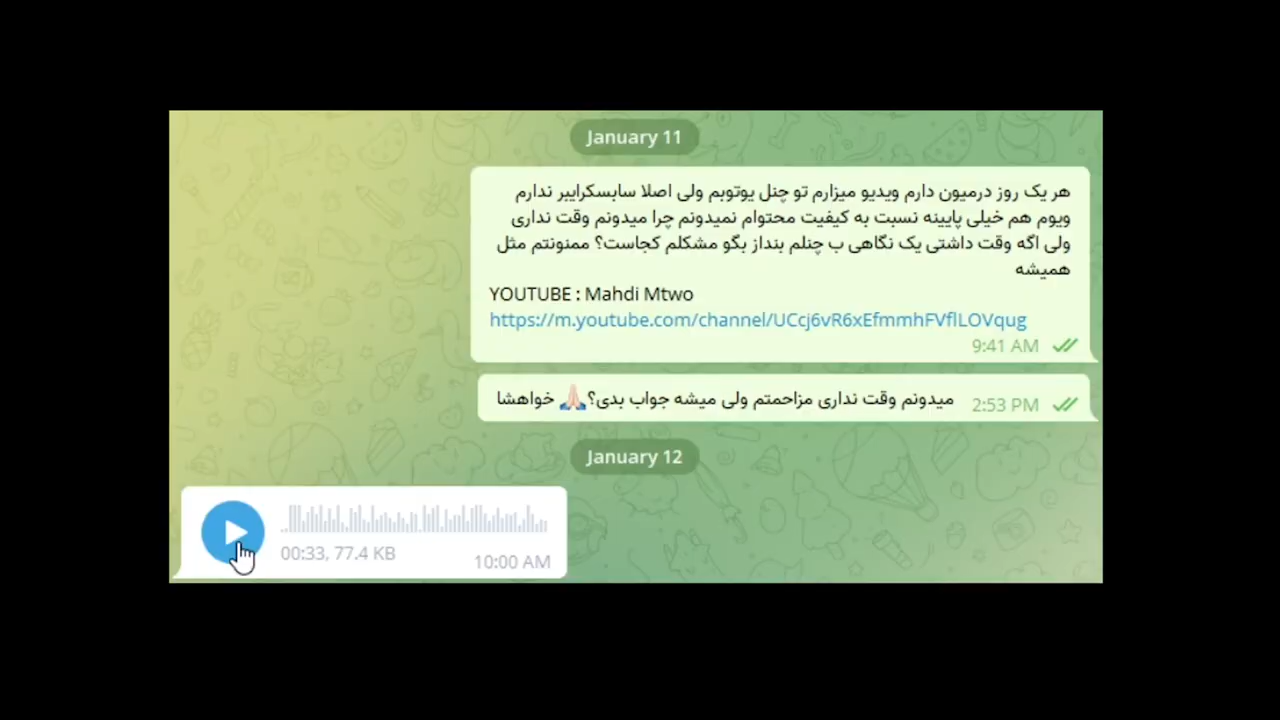 January 11
هر یک روز درمیون دارم ویدیو میزارم تو چنل یوتوبم ولی اصلا سابسکرایبر ندارم
ویوم هم خیلی پایینه نسبت به کیفیت محتوام نمیدونم چرا میدونم وقت نداری
ولی اگه وقت داشتی یک نگاهی ب چنلم بنداز بگو مشکلم کجاست؟ ممنونتم مثل
همیشه
YOUTUBE : Mahdi Mtwo
https://m.youtube.com/channel/UCcj6vR6xEfmmhFVflLOVqug
9:41 AM
میدونم وقت نداری مزاحمتم ولی میشه جواب بدی؟🙏🏻 خواهشا
2:53 PM
January 12
00:33, 77.4 KB
10:00 AM